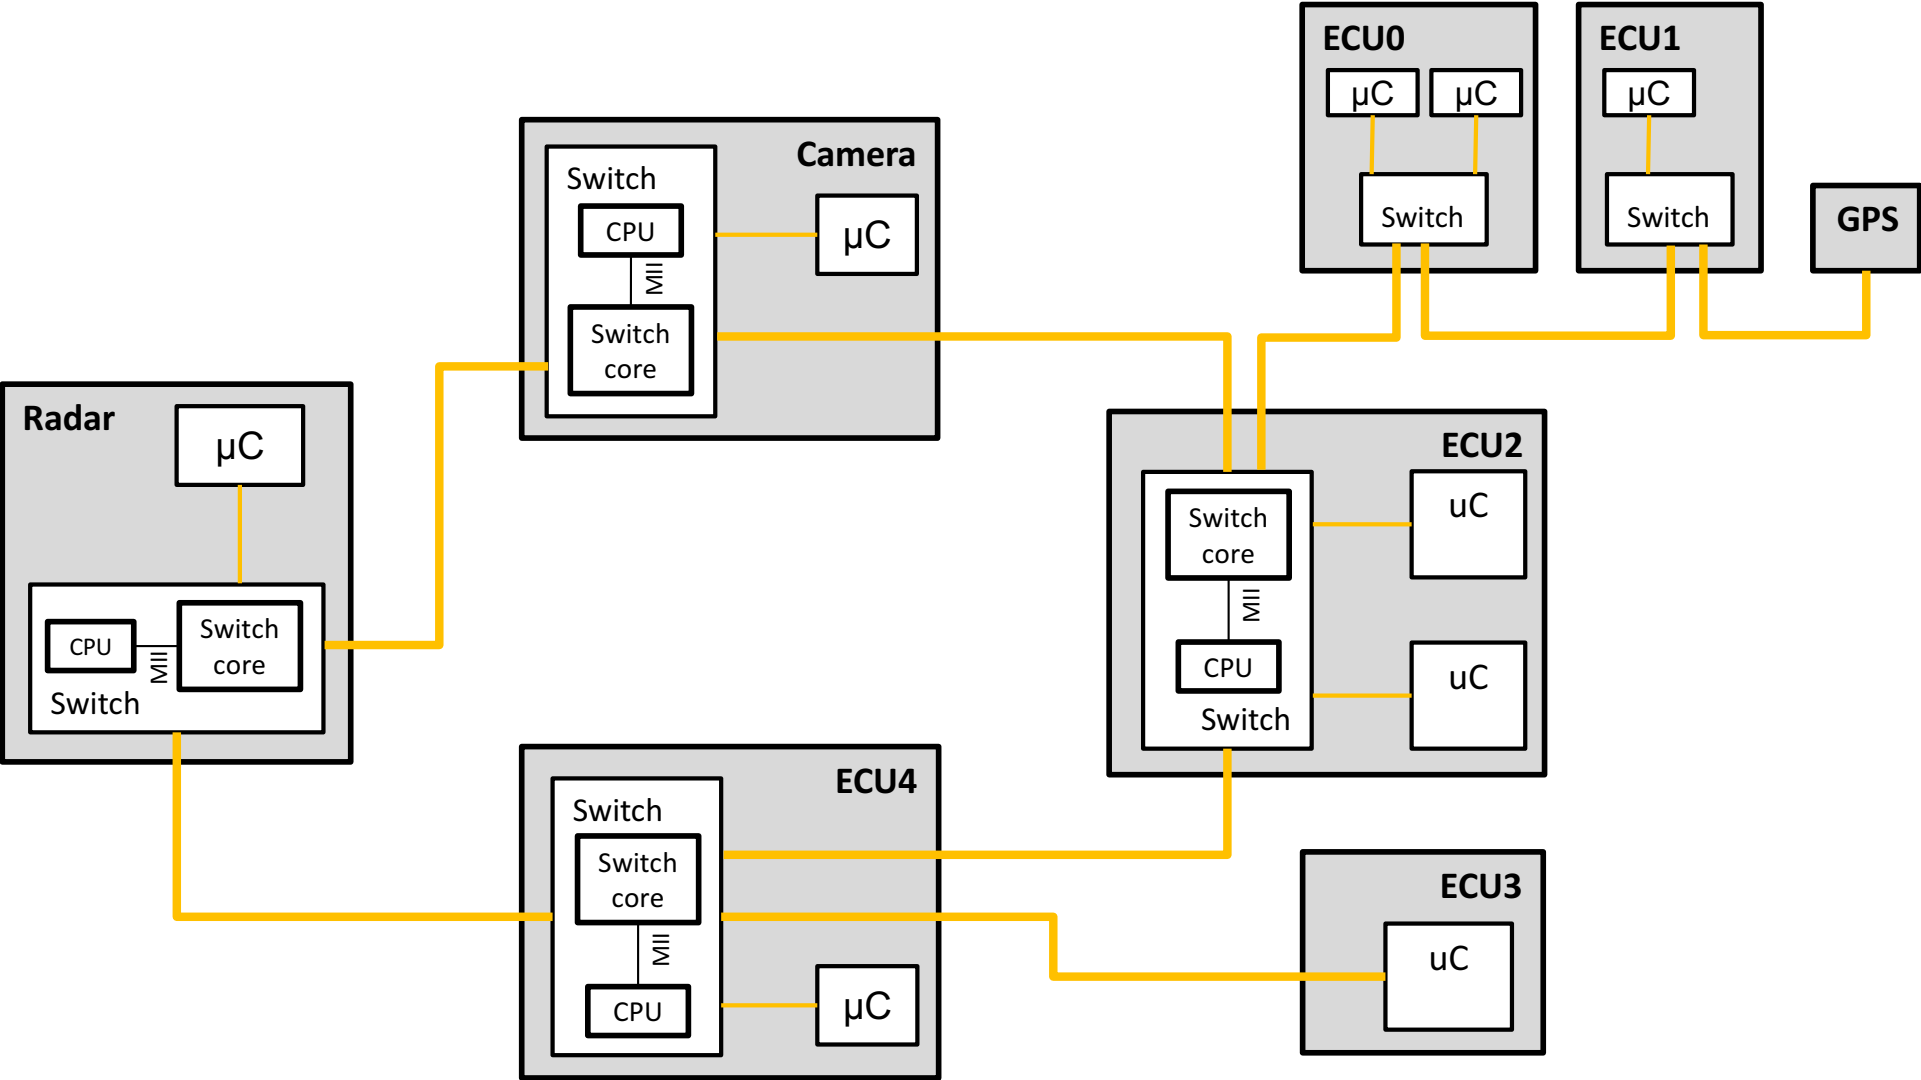 ECU0
µC
µC
Switch
ECU1
µC
Switch
GPS
Camera
Switch
CPU
MII
Switch
core
µC
Radar
µC
CPU
MII
Switch
core
Switch
ECU2
Switch
core
MII
CPU
Switch
uC
uC
ECU4
Switch
Switch
core
MII
CPU
µC
ECU3
uC